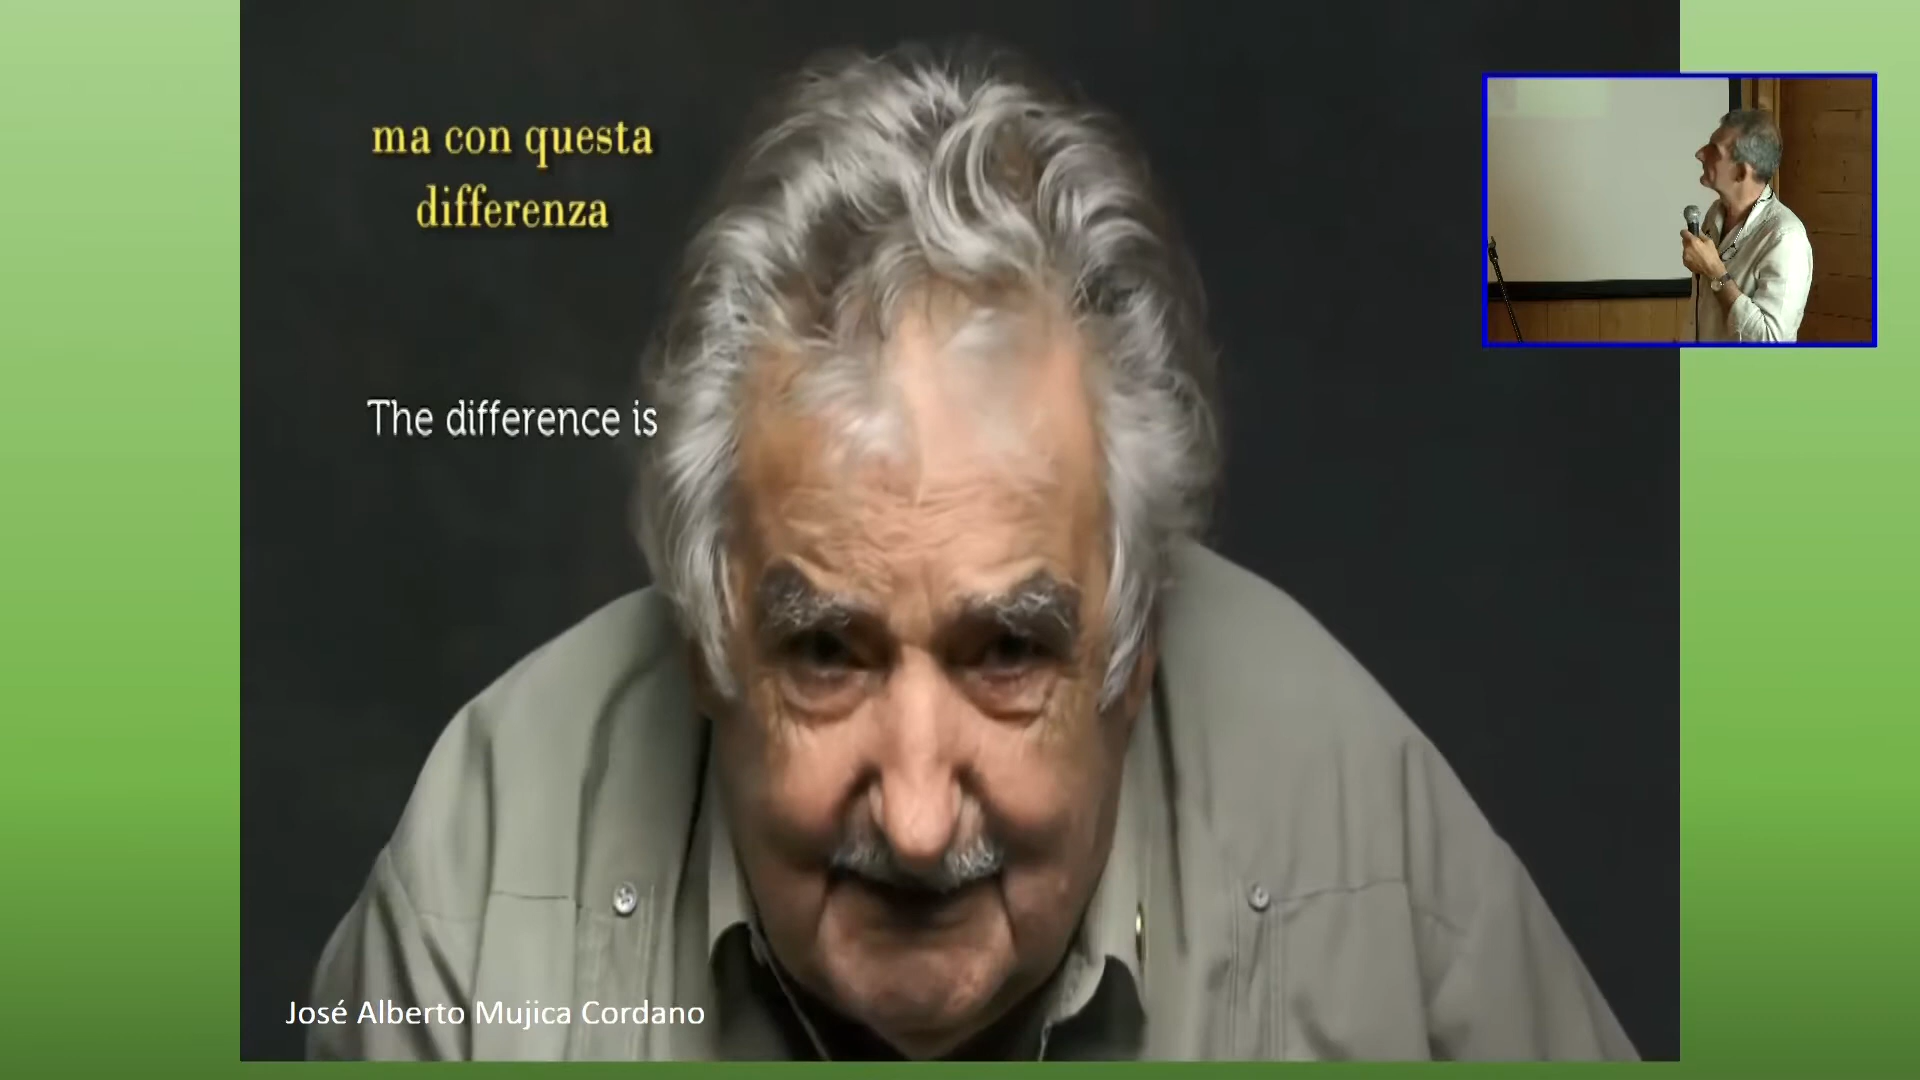 ma con questa
differenza
The difference is
José Alberto Mujica Cordano